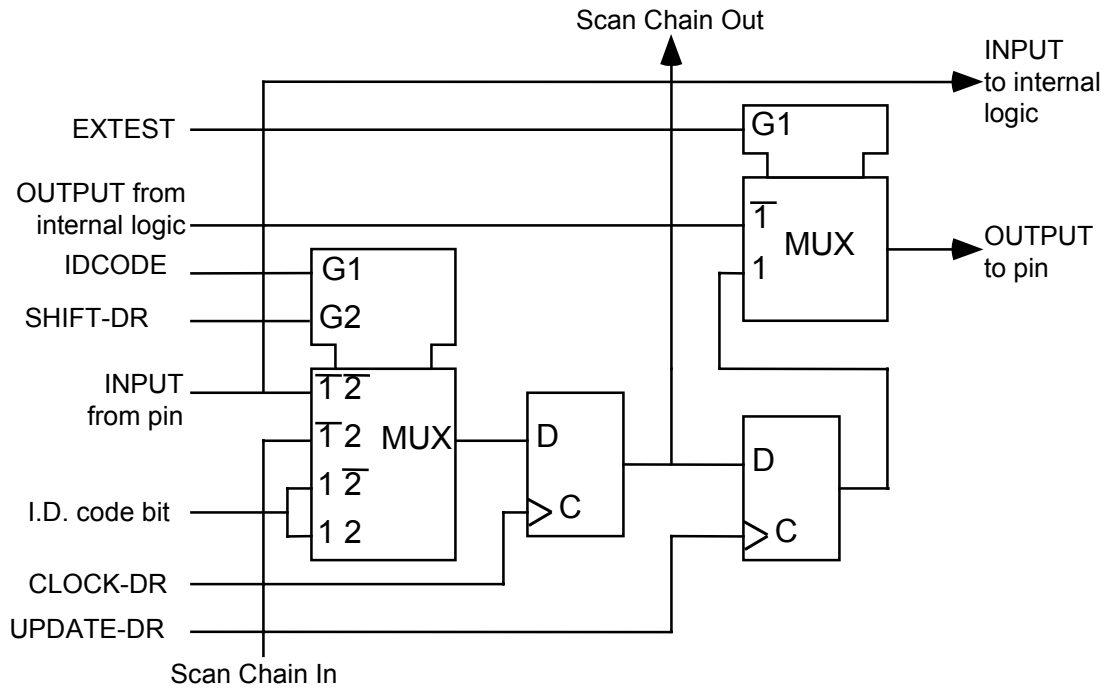 Scan Chain Out
INPUT
to internal
logic
EXTEST
G1
OUTPUT from
internal logic
1̅
MUX
1
OUTPUT
to pin
IDCODE
G1
SHIFT-DR
G2
INPUT
from pin
1̅ 2̅
1̅ 2
MUX
1 2̅
1 2
D
C
D
C
I.D. code bit
CLOCK-DR
UPDATE-DR
Scan Chain In